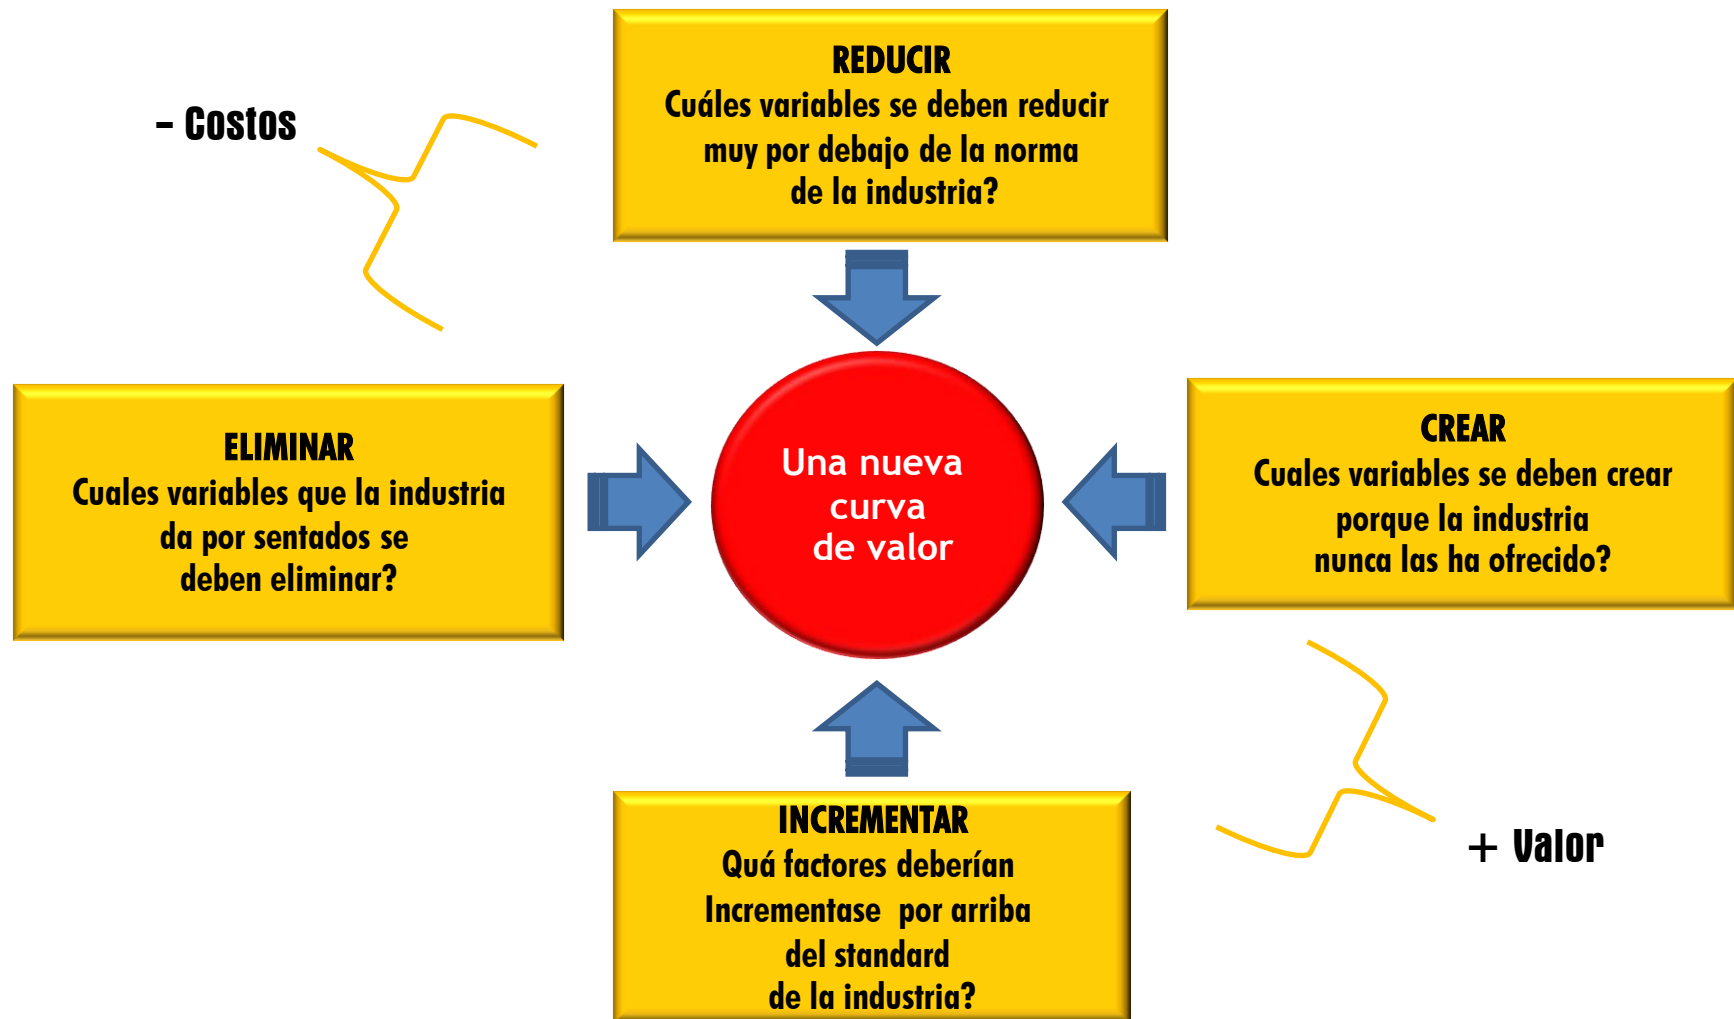 REDUCIR
Cuáles variables se deben reducir
muy por debajo de la norma
de la industria?
- Costos
ELIMINAR
Cuales variables que la industria
da por sentados se
deben eliminar?
Una nueva
curva
de valor
CREAR
Cuales variables se deben crear
porque la industria
nunca las ha ofrecido?
INCREMENTAR
Quá factores deberían
Incrementase por arriba
del standard
de la industria?
+ Valor